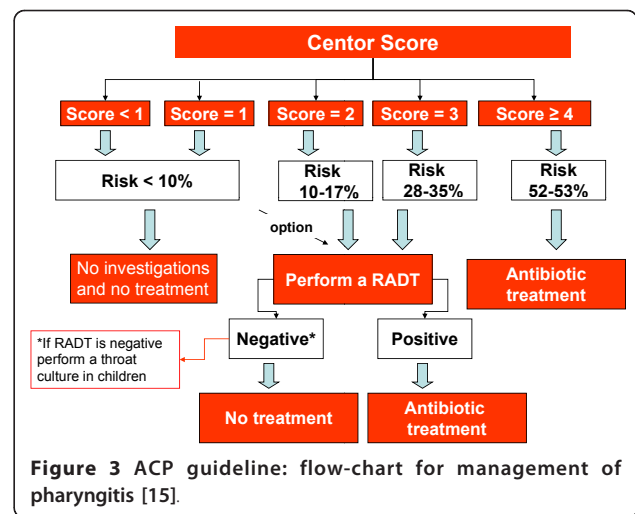 Centor Score
Score < 1
Score = 1
Score = 2
Score = 3
Score ≥ 4
Risk < 10%
Risk
10-17%
Risk
28-35%
Risk
52-53%
option
No investigations
and no treatment
Perform a RADT
Antibiotic
treatment
*If RADT is negative
perform a throat
culture in children
Negative*
Positive
No treatment
Antibiotic
treatment
Figure 3 ACP guideline: flow-chart for management of
pharyngitis [15].